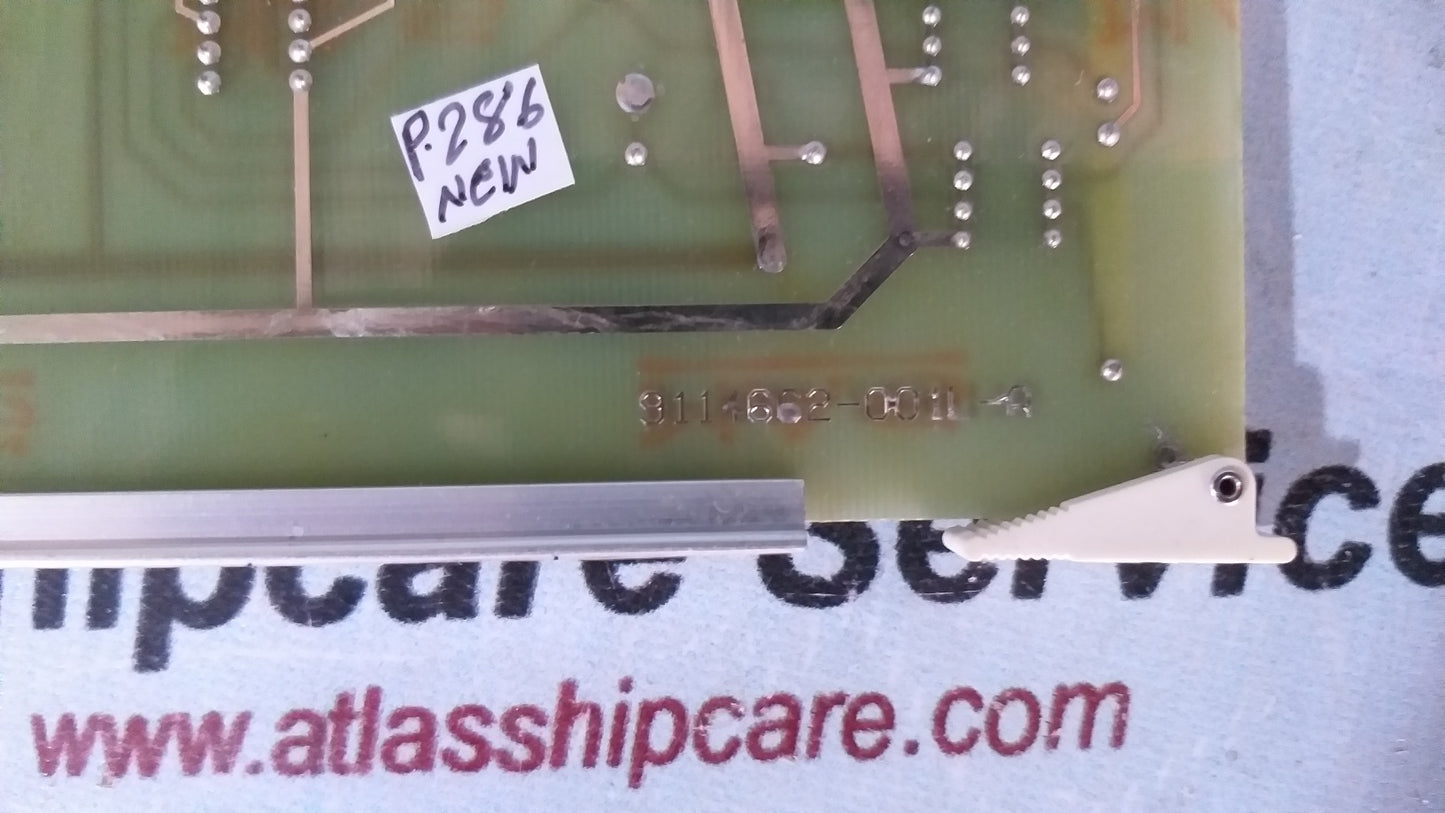 P.286
NEW
9114662-001L-A
hipcare Service
www.atlasshipcare.com